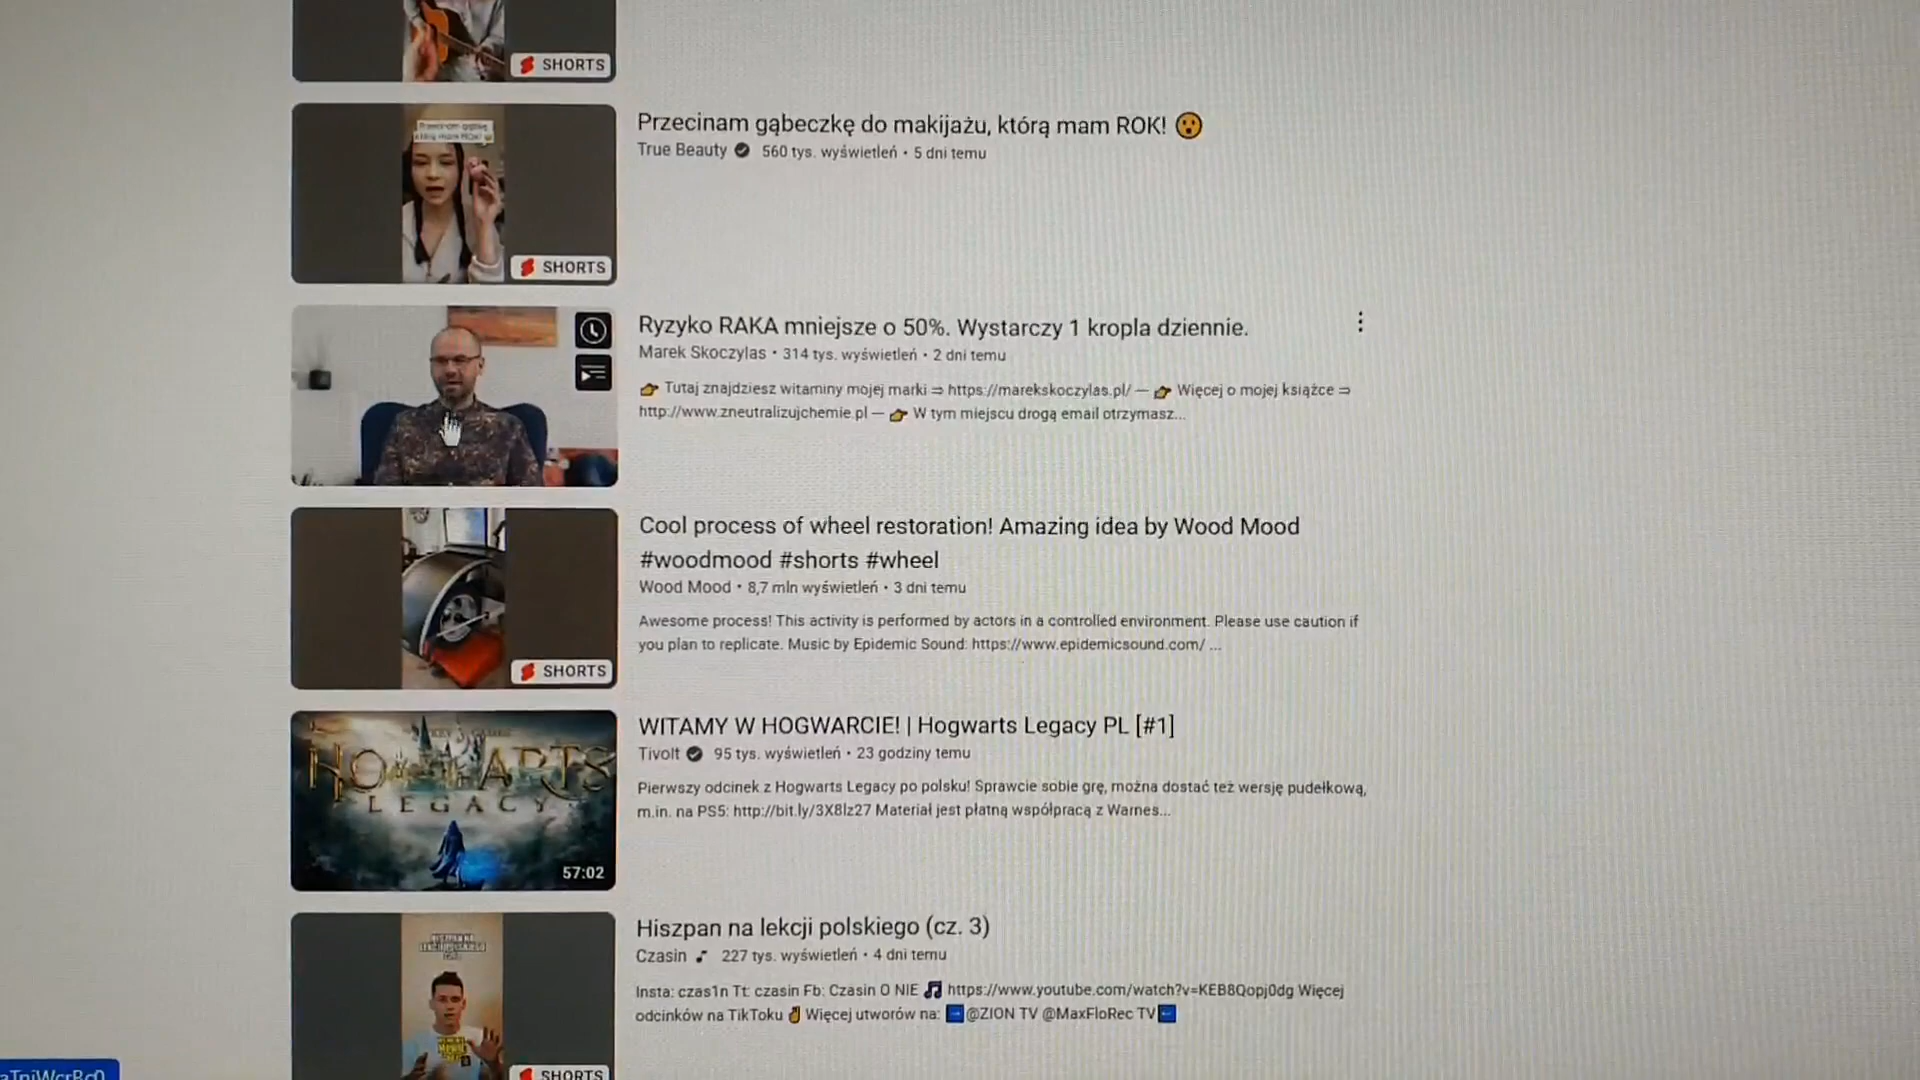 SHORTS
Przecinam gąbeczkę do makijażu, którą mam ROK! 😮
True Beauty 560 tys. wyświetleń • 5 dni temu
SHORTS
Ryzyko RAKA mniejsze o 50%. Wystarczy 1 kropla dziennie.
Marek Skoczylas • 314 tys. wyświetleń • 2 dni temu
👉 Tutaj znajdziesz witaminy mojej marki ⇒ https://marekskoczylas.pl/ — 👉 Więcej o mojej książce ⇒
http://www.zneutralizujchemie.pl — 👉 W tym miejscu drogą email otrzymasz...
Cool process of wheel restoration! Amazing idea by Wood Mood
#woodmood #shorts #wheel
Wood Mood • 8,7 mln wyświetleń • 3 dni temu
Awesome process! This activity is performed by actors in a controlled environment. Please use caution if
you plan to replicate. Music by Epidemic Sound: https://www.epidemicsound.com/ ...
SHORTS
HOGWARTS
LEGACY
57:02
WITAMY W HOGWARCIE! | Hogwarts Legacy PL [#1]
Tivolt 95 tys. wyświetleń • 23 godziny temu
Pierwszy odcinek z Hogwarts Legacy po polsku! Sprawcie sobie grę, można dostać też wersję pudełkową,
m.in. na PS5: http://bit.ly/3X8lz27 Materiał jest płatną współpracą z Warnes...
Hiszpan na lekcji polskiego (cz. 3)
Czasin 227 tys. wyświetleń • 4 dni temu
Insta: czas1n Tt: czasin Fb: Czasin O NIE 🎵 https://www.youtube.com/watch?v=KEB8Qopj0dg Więcej
odcinków na TikToku Więcej utworów na: @ZION TV @MaxFloRec TV
SHORTS